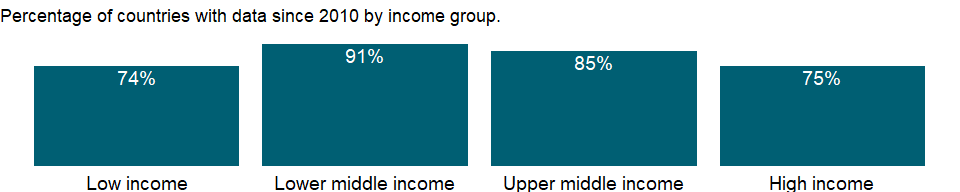 Percentage of countries with data since 2010 by income group.
74%
91%
85%
75%
Low income
Lower middle income
Upper middle income
High income